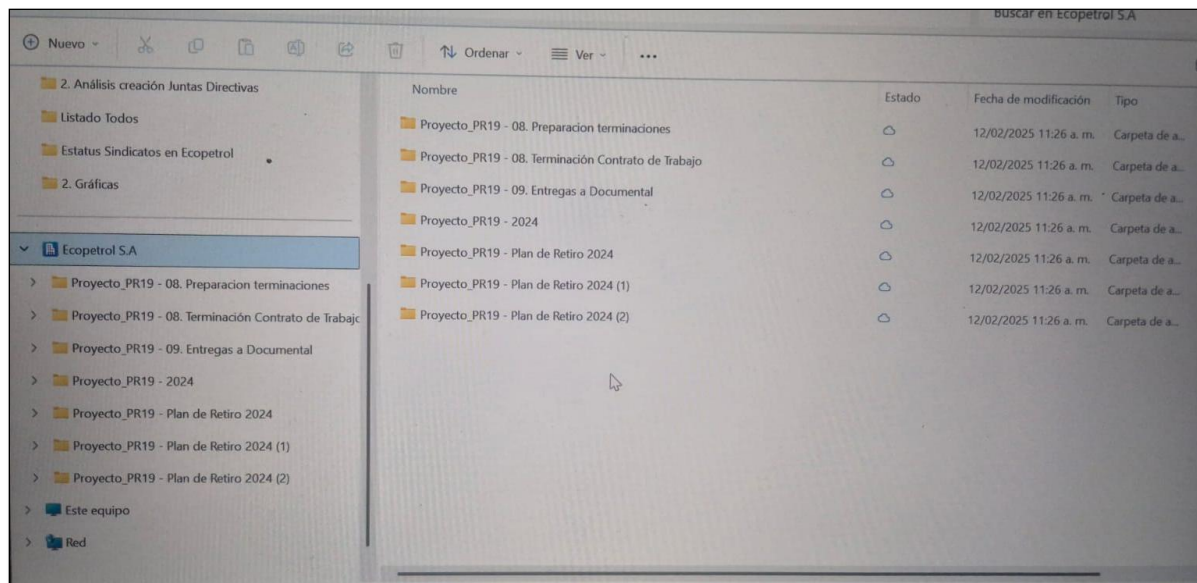 Buscar en Ecopetrol S.A
Nuevo Ordenar Ver ...
2. Análisis creación Juntas Directivas
Listado Todos
Estatus Sindicatos en Ecopetrol
2. Gráficas
Ecopetrol S.A
Proyecto_PR19 - 08. Preparacion terminaciones
Proyecto_PR19 - 08. Terminación Contrato de Trabajc
Proyecto_PR19 - 09. Entregas a Documental
Proyecto_PR19 - 2024
Proyecto_PR19 - Plan de Retiro 2024
Proyecto_PR19 - Plan de Retiro 2024 (1)
Proyecto_PR19 - Plan de Retiro 2024 (2)
Este equipo
Red
Nombre Estado Fecha de modificación Tipo
Proyecto_PR19 - 08. Preparacion terminaciones 12/02/2025 11:26 a. m. Carpeta de a...
Proyecto_PR19 - 08. Terminación Contrato de Trabajo 12/02/2025 11:26 a. m. Carpeta de a...
Proyecto_PR19 - 09. Entregas a Documental 12/02/2025 11:26 a. m. Carpeta de a...
Proyecto_PR19 - 2024 12/02/2025 11:26 a. m. Carpeta de a...
Proyecto_PR19 - Plan de Retiro 2024 12/02/2025 11:26 a. m. Carpeta de a...
Proyecto_PR19 - Plan de Retiro 2024 (1) 12/02/2025 11:26 a. m. Carpeta de a...
Proyecto_PR19 - Plan de Retiro 2024 (2) 12/02/2025 11:26 a. m. Carpeta de a...